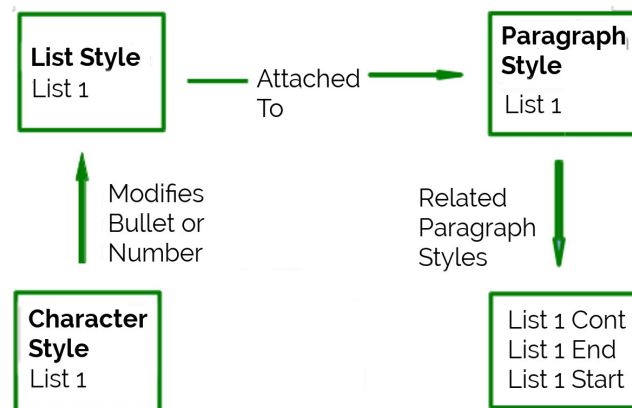 List Style
List 1
Attached
To
Paragraph
Style
List 1
Modifies
Bullet or
Number
Related
Paragraph
Styles
Character
Style
List 1
List 1 Cont
List 1 End
List 1 Start